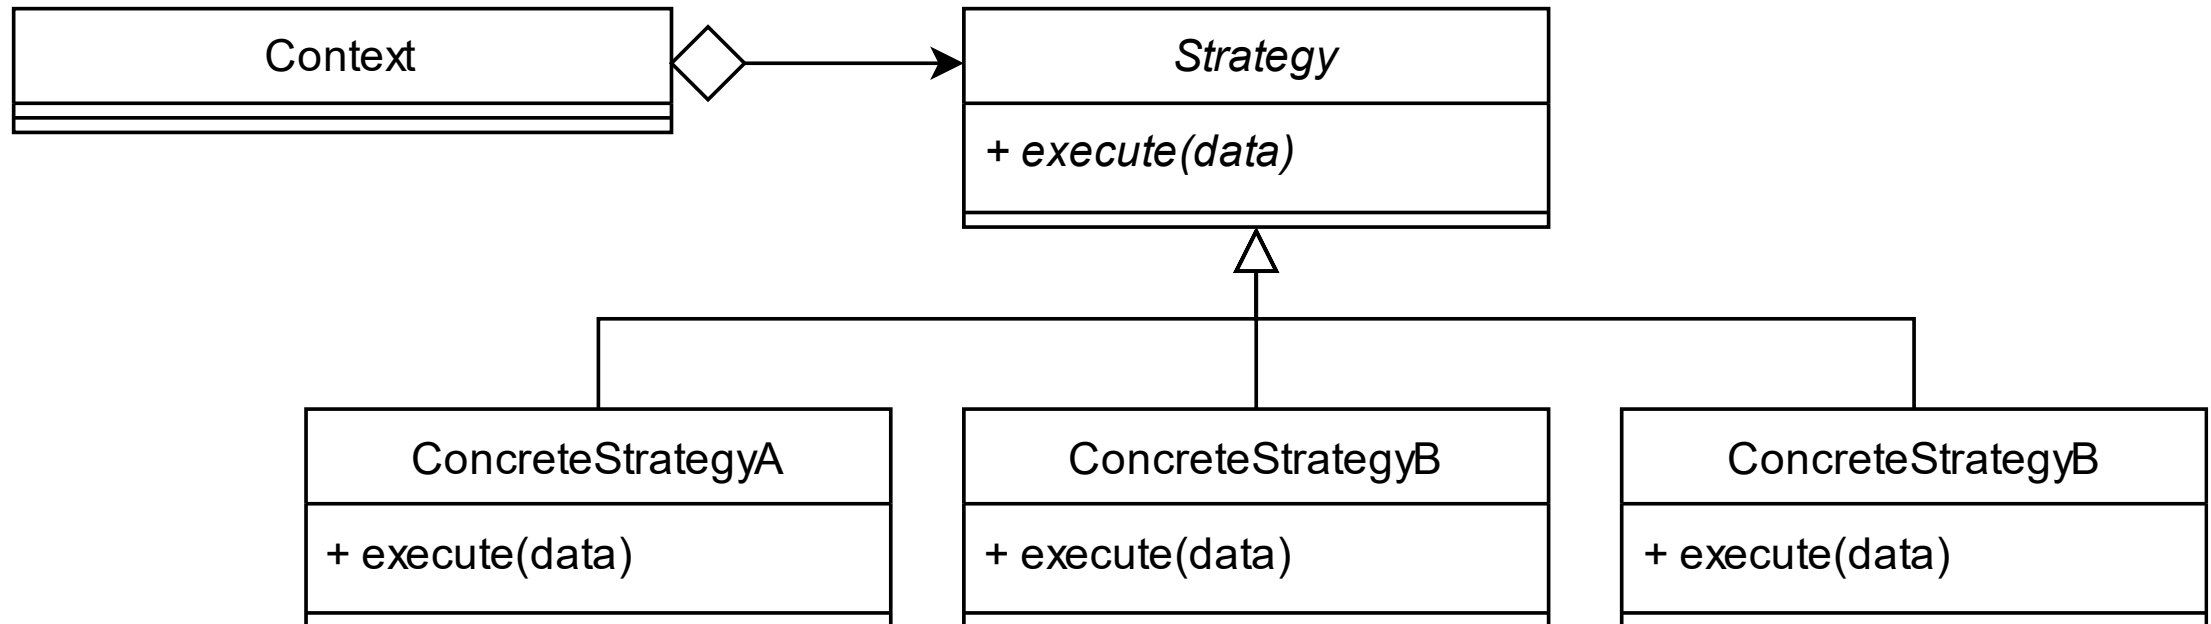 Context
Strategy
+ execute(data)
ConcreteStrategyA
ConcreteStrategyB
ConcreteStrategyB
+ execute(data)
+ execute(data)
+ execute(data)